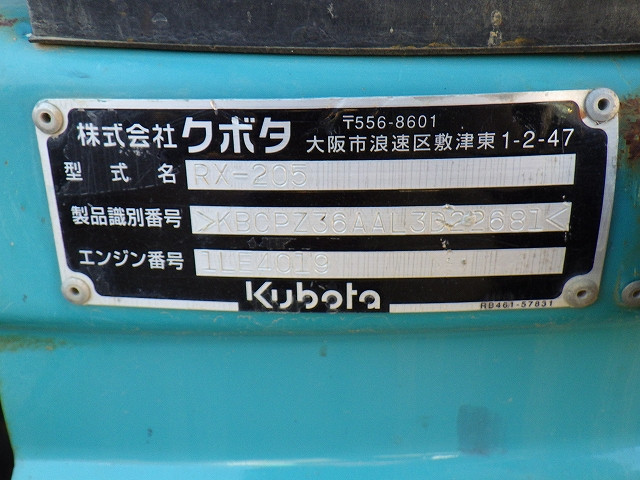 株式会社クボタ 〒556-8601
大阪市浪速区敷津東1-2-47
型式名 RX-205
製品識別番号 >KBCPZ36AAL3D22681<
エンジン番号 1LE4019
Kubota
RB461-57831